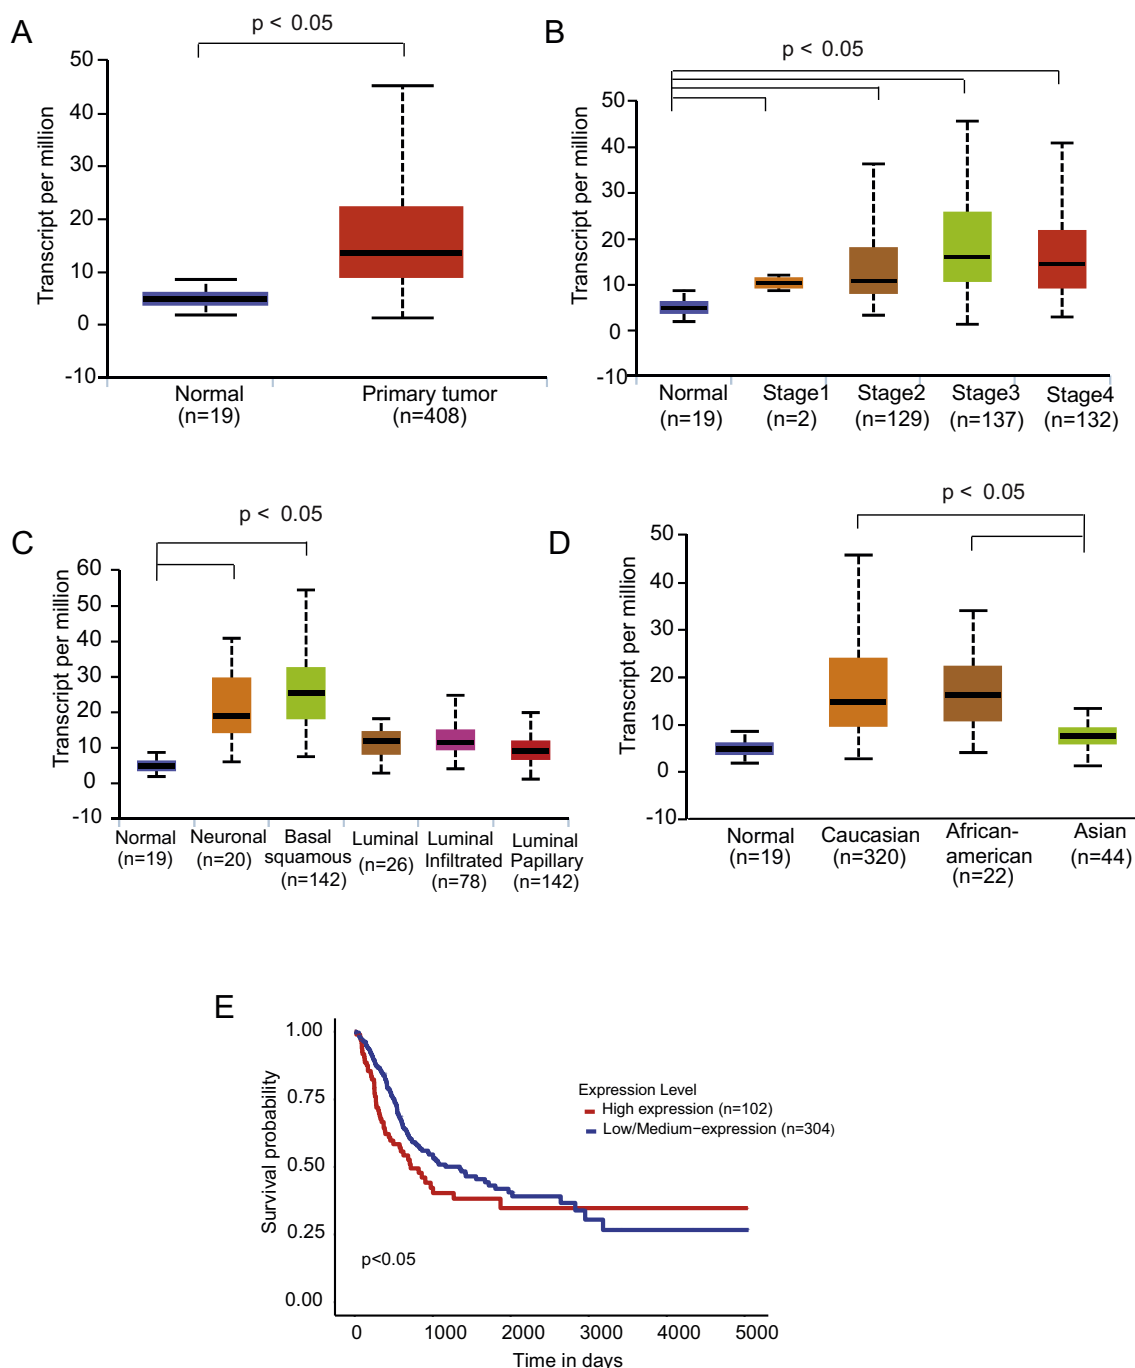 A
p < 0.05
Transcript per million
50
40
30
20
10
0
-10
Normal
(n=19)
Primary tumor
(n=408)
B
p < 0.05
Transcript per million
50
40
30
20
10
0
-10
Normal
(n=19)
Stage1
(n=2)
Stage2
(n=129)
Stage3
(n=137)
Stage4
(n=132)
C
p < 0.05
Transcript per million
60
50
40
30
20
10
0
-10
Normal
(n=19)
Neuronal
(n=20)
Basal
squamous
(n=142)
Luminal
(n=26)
Luminal
Infiltrated
(n=78)
Luminal
Papillary
(n=142)
D
p < 0.05
Transcript per million
50
40
30
20
10
0
-10
Normal
(n=19)
Caucasian
(n=320)
African-
american
(n=22)
Asian
(n=44)
E
Survival probability
1.00
0.75
0.50
0.25
0.00
Expression Level
High expression (n=102)
Low/Medium-expression (n=304)
p<0.05
0 1000 2000 3000 4000 5000
Time in days